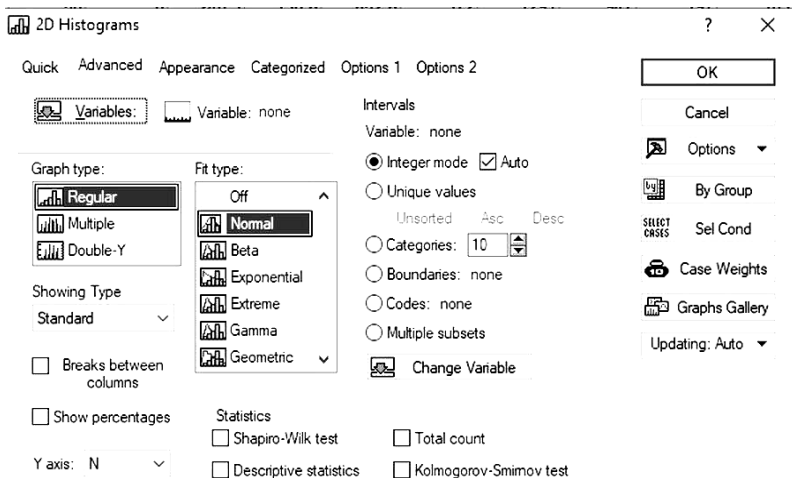 2D Histograms
?
Quick Advanced Appearance Categorized Options 1 Options 2
Variables:
Variable: none
Graph type:
Regular
Multiple
Double-Y
Showing Type
Standard
Breaks between
columns
Show percentages
Y axis: N
Fit type:
Off
Normal
Beta
Exponential
Extreme
Gamma
Geometric
Statistics
Shapiro-Wilk test
Descriptive statistics
Total count
Kolmogorov-Smirnov test
Intervals
Variable: none
Integer mode Auto
Unique values
Unsorted Asc Desc
Categories: 10
Boundaries: none
Codes: none
Multiple subsets
Change Variable
OK
Cancel
Options
By Group
SELECT
CASES
Sel Cond
Case Weights
Graphs Gallery
Updating: Auto